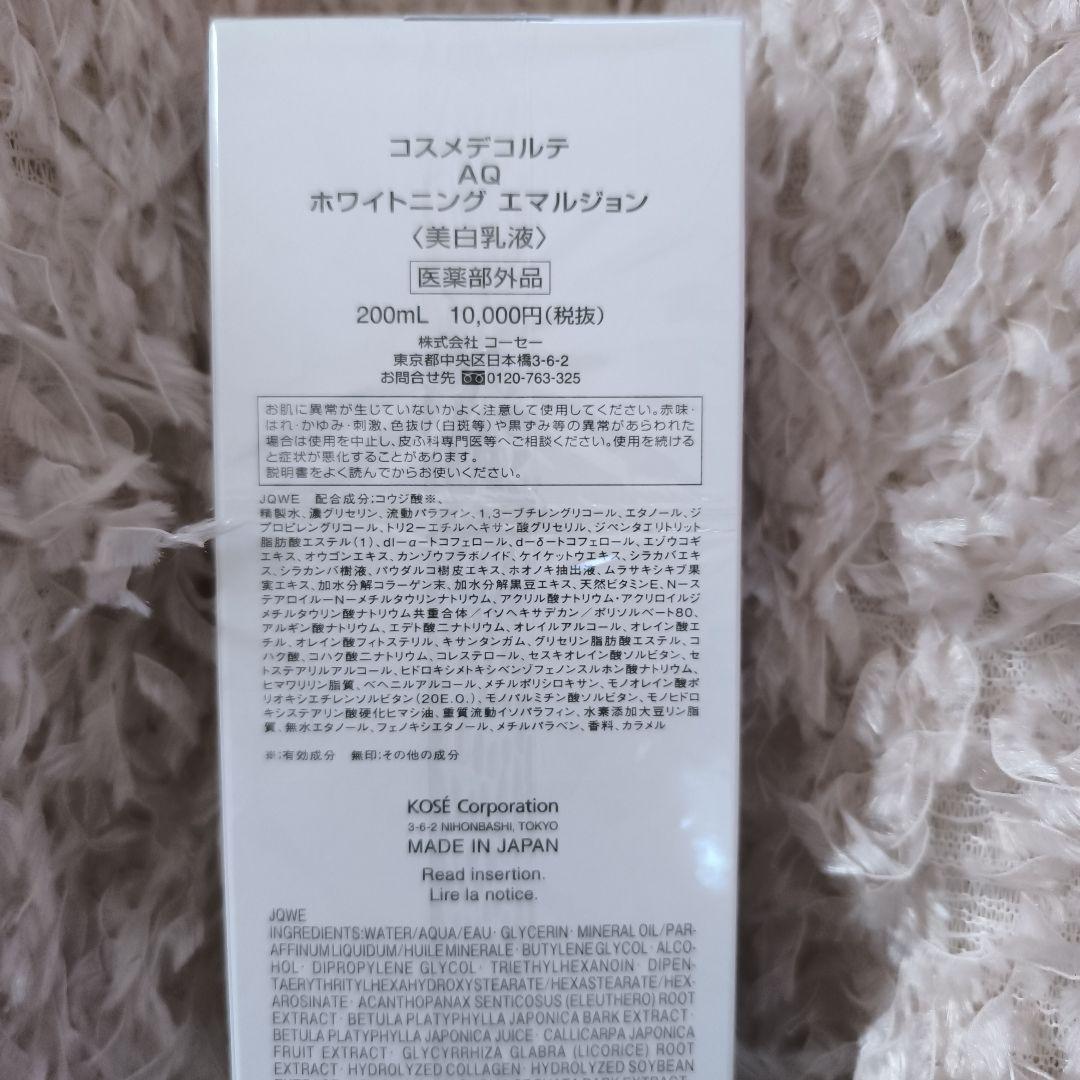 コスメデコルテ
AQ
ホワイトニング エマルジョン
〈美白乳液〉
医薬部外品
200mL 10,000円(税抜)
株式会社 コーセー
東京都中央区日本橋3-6-2
お問合せ先 0120-763-325
お肌に異常が生じていないかよく注意して使用してください。赤味・
はれ・かゆみ・刺激、色抜け(白斑等)や黒ずみ等の異常があらわれた
場合は使用を中止し、皮ふ科専門医等へご相談ください。使用を続ける
と症状が悪化することがあります。
説明書をよく読んでからお使いください。
JQWE 配合成分;コウジ酸※、
精製水、濃グリセリン、流動パラフィン、1,3ーブチレングリコール、エタノール、ジ
プロピレングリコール、トリ2ーエチルヘキサン酸グリセリル、ジペンタエリトリット
脂肪酸エステル(1)、dlーαートコフェロール、dーδートコフェロール、エゾウコギ
エキス、オウゴンエキス、カンゾウフラボノイド、ケイケットウエキス、シラカバエキ
ス、シラカンバ樹液、パウダルコ樹皮エキス、ホオノキ抽出液、ムラサキシキブ果
実エキス、加水分解コラーゲン末、加水分解黒豆エキス、天然ビタミンE、Nース
テアロイルーNーメチルタウリンナトリウム、アクリル酸ナトリウム・アクリロイルジ
メチルタウリン酸ナトリウム共重合体/イソヘキサデカン/ポリソルベート80、
アルギン酸ナトリウム、エデト酸二ナトリウム、オレイルアルコール、オレイン酸エ
チル、オレイン酸フィトステリル、キサンタンガム、グリセリン脂肪酸エステル、コ
ハク酸、コハク酸二ナトリウム、コレステロール、セスキオレイン酸ソルビタン、セ
トステアリルアルコール、ヒドロキシメトキシベンゾフェノンスルホン酸ナトリウム、
ヒマワリリン脂質、ベヘニルアルコール、メチルポリシロキサン、モノオレイン酸ポ
リオキシエチレンソルビタン(20E.O.)、モノパルミチン酸ソルビタン、モノヒドロ
キシステアリン酸硬化ヒマシ油、重質流動イソパラフィン、水素添加大豆リン脂
質、無水エタノール、フェノキシエタノール、メチルパラベン、香料、カラメル
※;有効成分 無印;その他の成分
KOSÉ Corporation
3-6-2 NIHONBASHI, TOKYO
MADE IN JAPAN
Read insertion.
Lire la notice.
JQWE
INGREDIENTS:WATER/AQUA/EAU · GLYCERIN · MINERAL OIL/PAR-
AFFINUM LIQUIDUM/HUILE MINERALE · BUTYLENE GLYCOL · ALCO-
HOL · DIPROPYLENE GLYCOL · TRIETHYLHEXANOIN · DIPEN-
TAERYTHRITYL HEXAHYDROXYSTEARATE/HEXASTEARATE/HEX-
AROSINATE · ACANTHOPANAX SENTICOSUS (ELEUTHERO) ROOT
EXTRACT · BETULA PLATYPHYLLA JAPONICA BARK EXTRACT ·
BETULA PLATYPHYLLA JAPONICA JUICE · CALLICARPA JAPONICA
FRUIT EXTRACT · GLYCYRRHIZA GLABRA (LICORICE) ROOT
EXTRACT · HYDROLYZED COLLAGEN · HYDROLYZED SOYBEAN